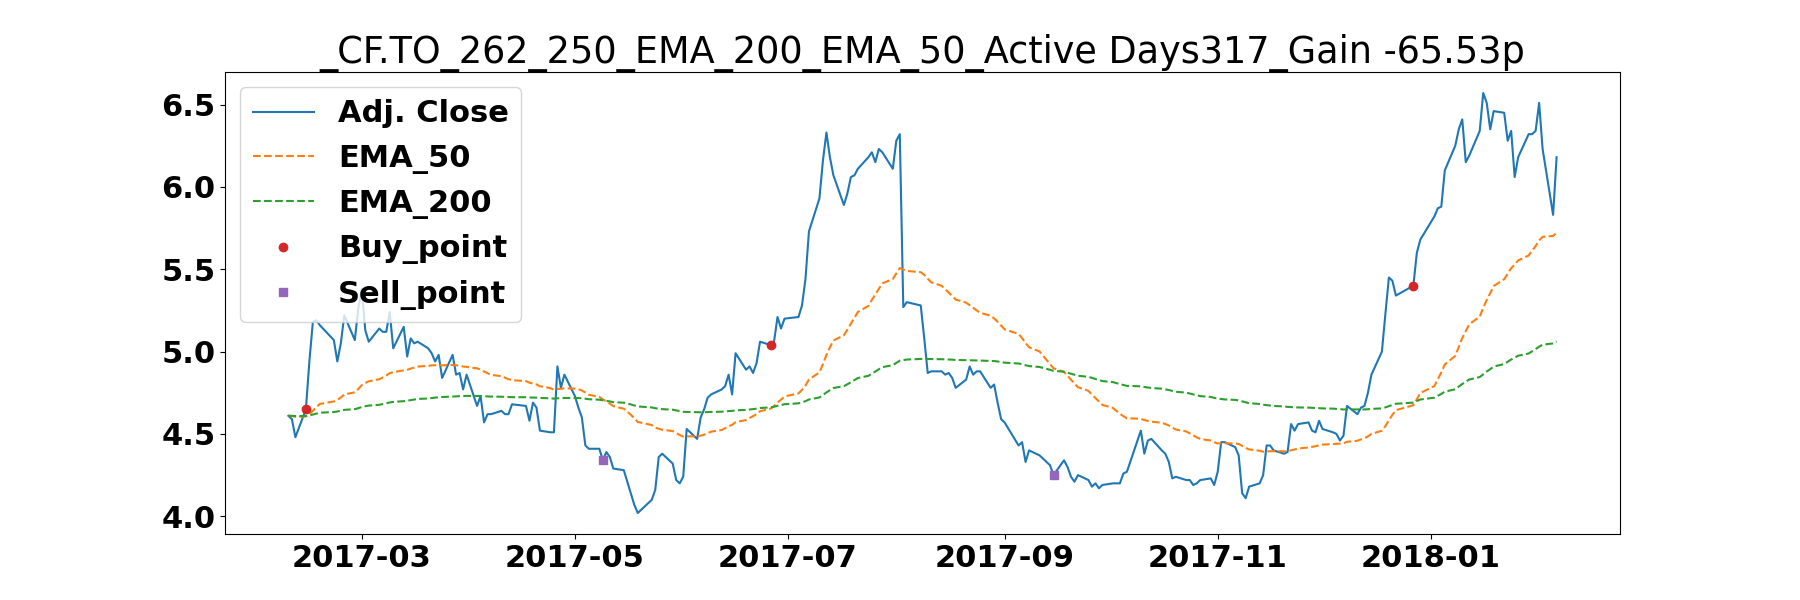 _CF.TO_262_250_EMA_200_EMA_50_Active Days317_Gain -65.53p
Adj. Close
EMA_50
EMA_200
Buy_point
Sell_point
6.5
6.0
5.5
5.0
4.5
4.0
2017-03 2017-05 2017-07 2017-09 2017-11 2018-01